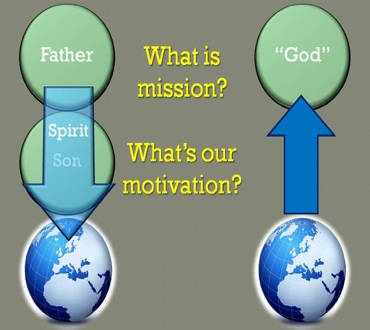 Father
What is
mission?
“God”
Spirit
Son
What's our
motivation?